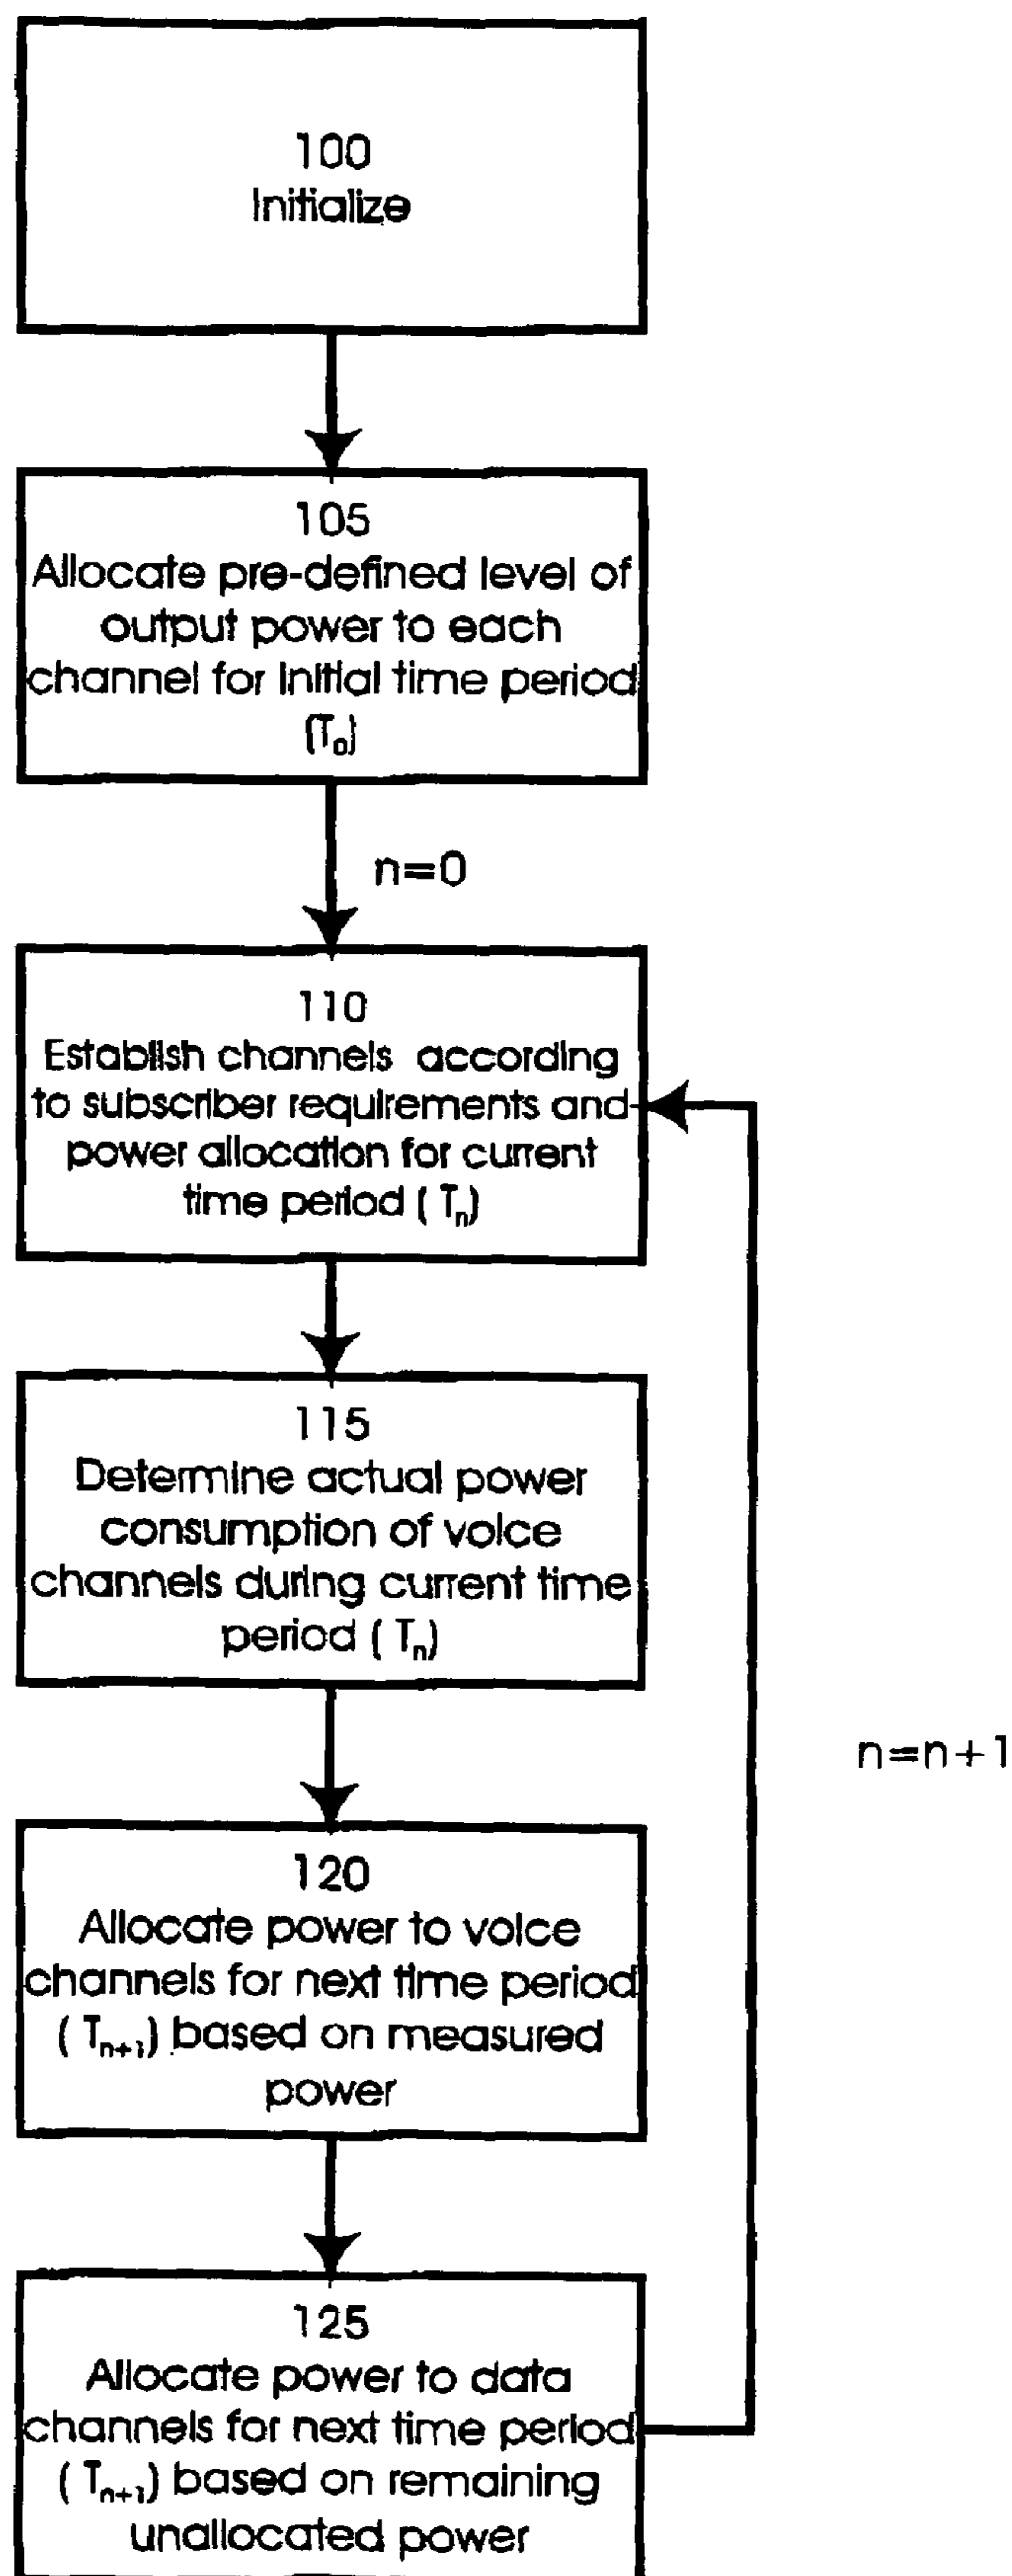 100
Initialize
105
Allocate pre-defined level of
output power to each
channel for initial time period
(T₀)
n=0
110
Establish channels according
to subscriber requirements and
power allocation for current
time period ( Tₙ)
115
Determine actual power
consumption of voice
channels during current time
period ( Tₙ)
n=n+1
120
Allocate power to voice
channels for next time period
( Tₙ₊₁) based on measured
power
125
Allocate power to data
channels for next time period
( Tₙ₊₁) based on remaining
unallocated power